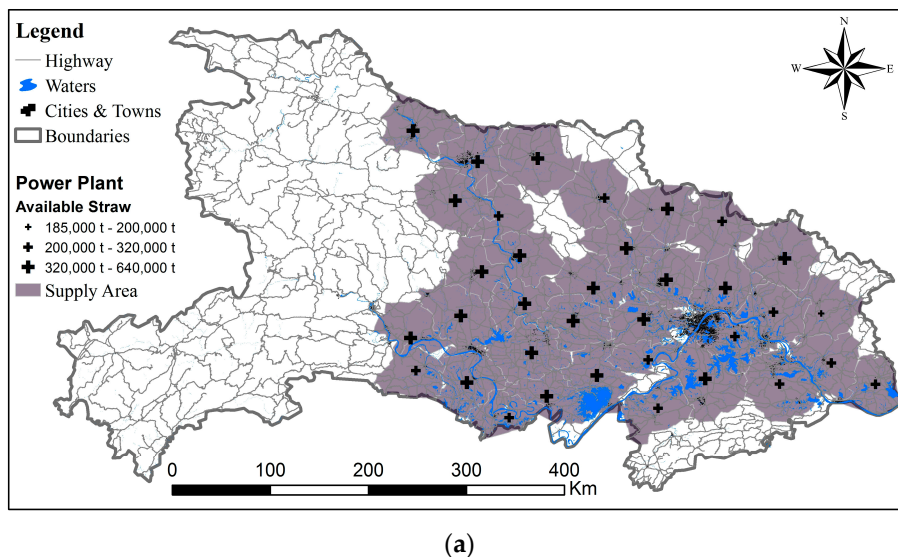 Legend
Highway
Waters
Cities & Towns
Boundaries
Power Plant
Available Straw
185,000 t - 200,000 t
200,000 t - 320,000 t
320,000 t - 640,000 t
Supply Area
N
W E
S
0 100 200 300 400
Km
(a)